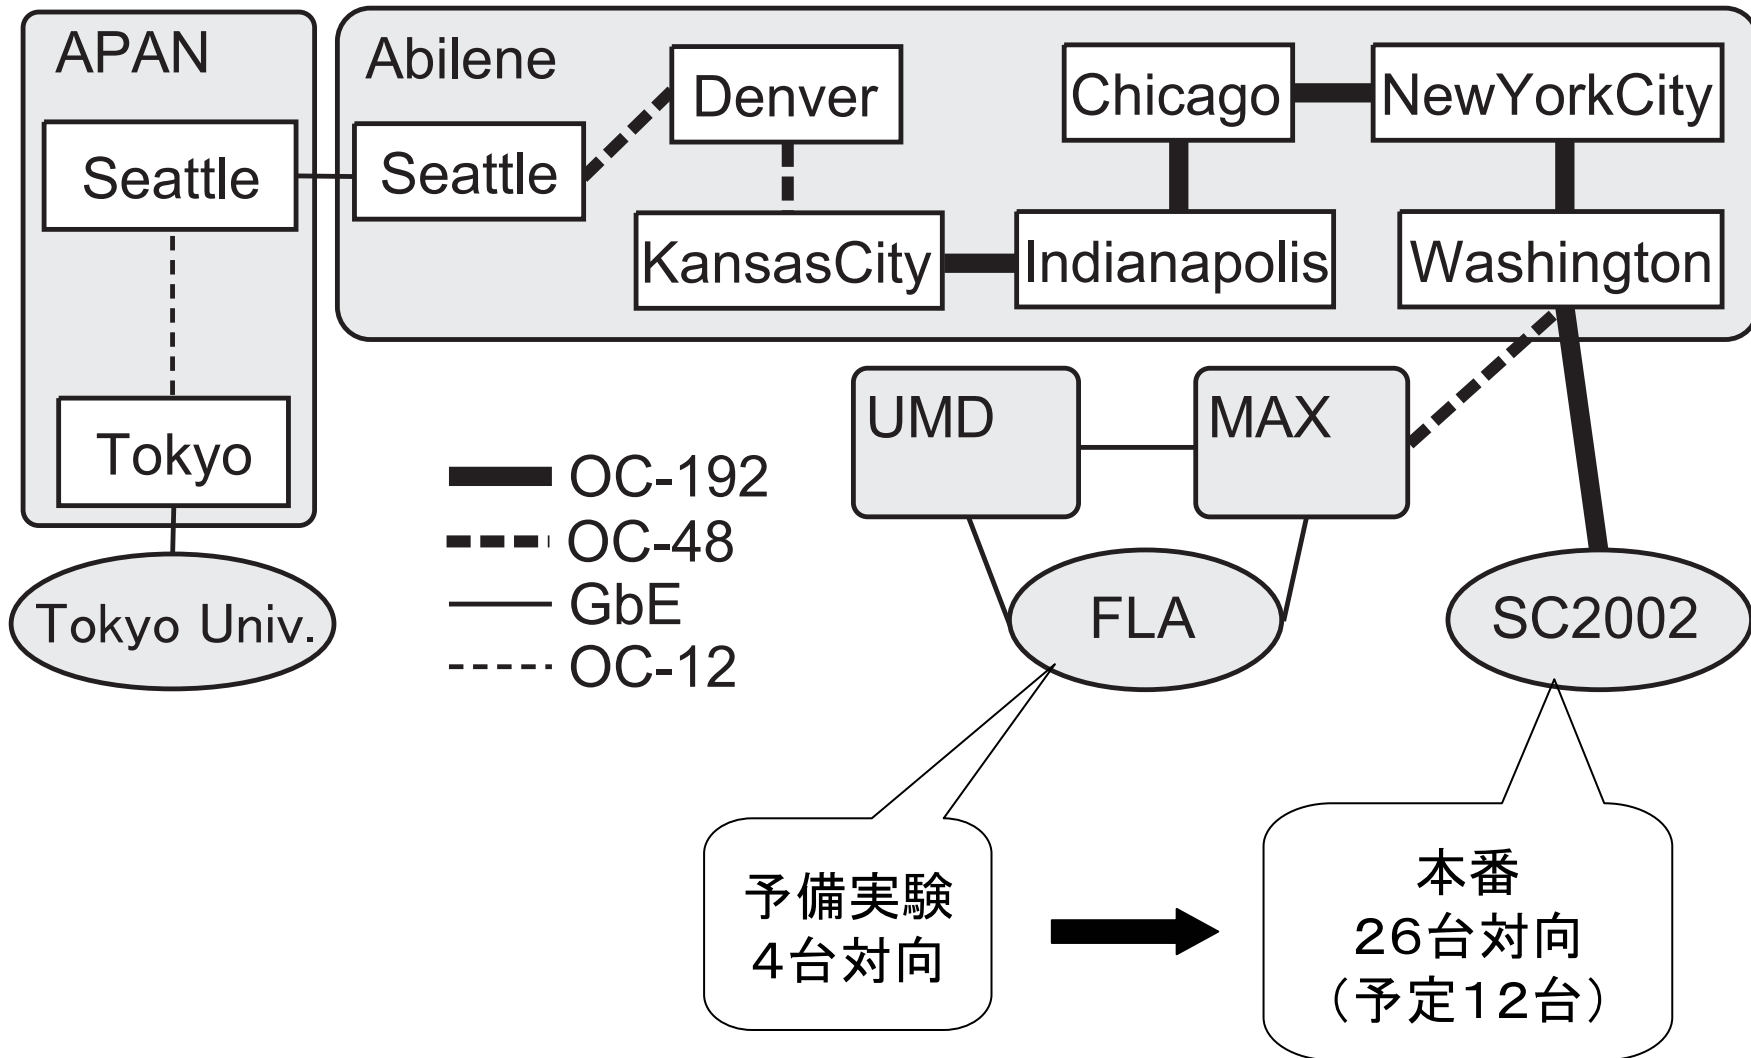 APAN
Abilene
Seattle
Seattle
Denver
Chicago
NewYorkCity
KansasCity
Indianapolis
Washington
Tokyo
Tokyo Univ.
OC-192
OC-48
GbE
OC-12
UMD
MAX
FLA
SC2002
予備実験
4台対向
本番
26台対向
（予定12台）